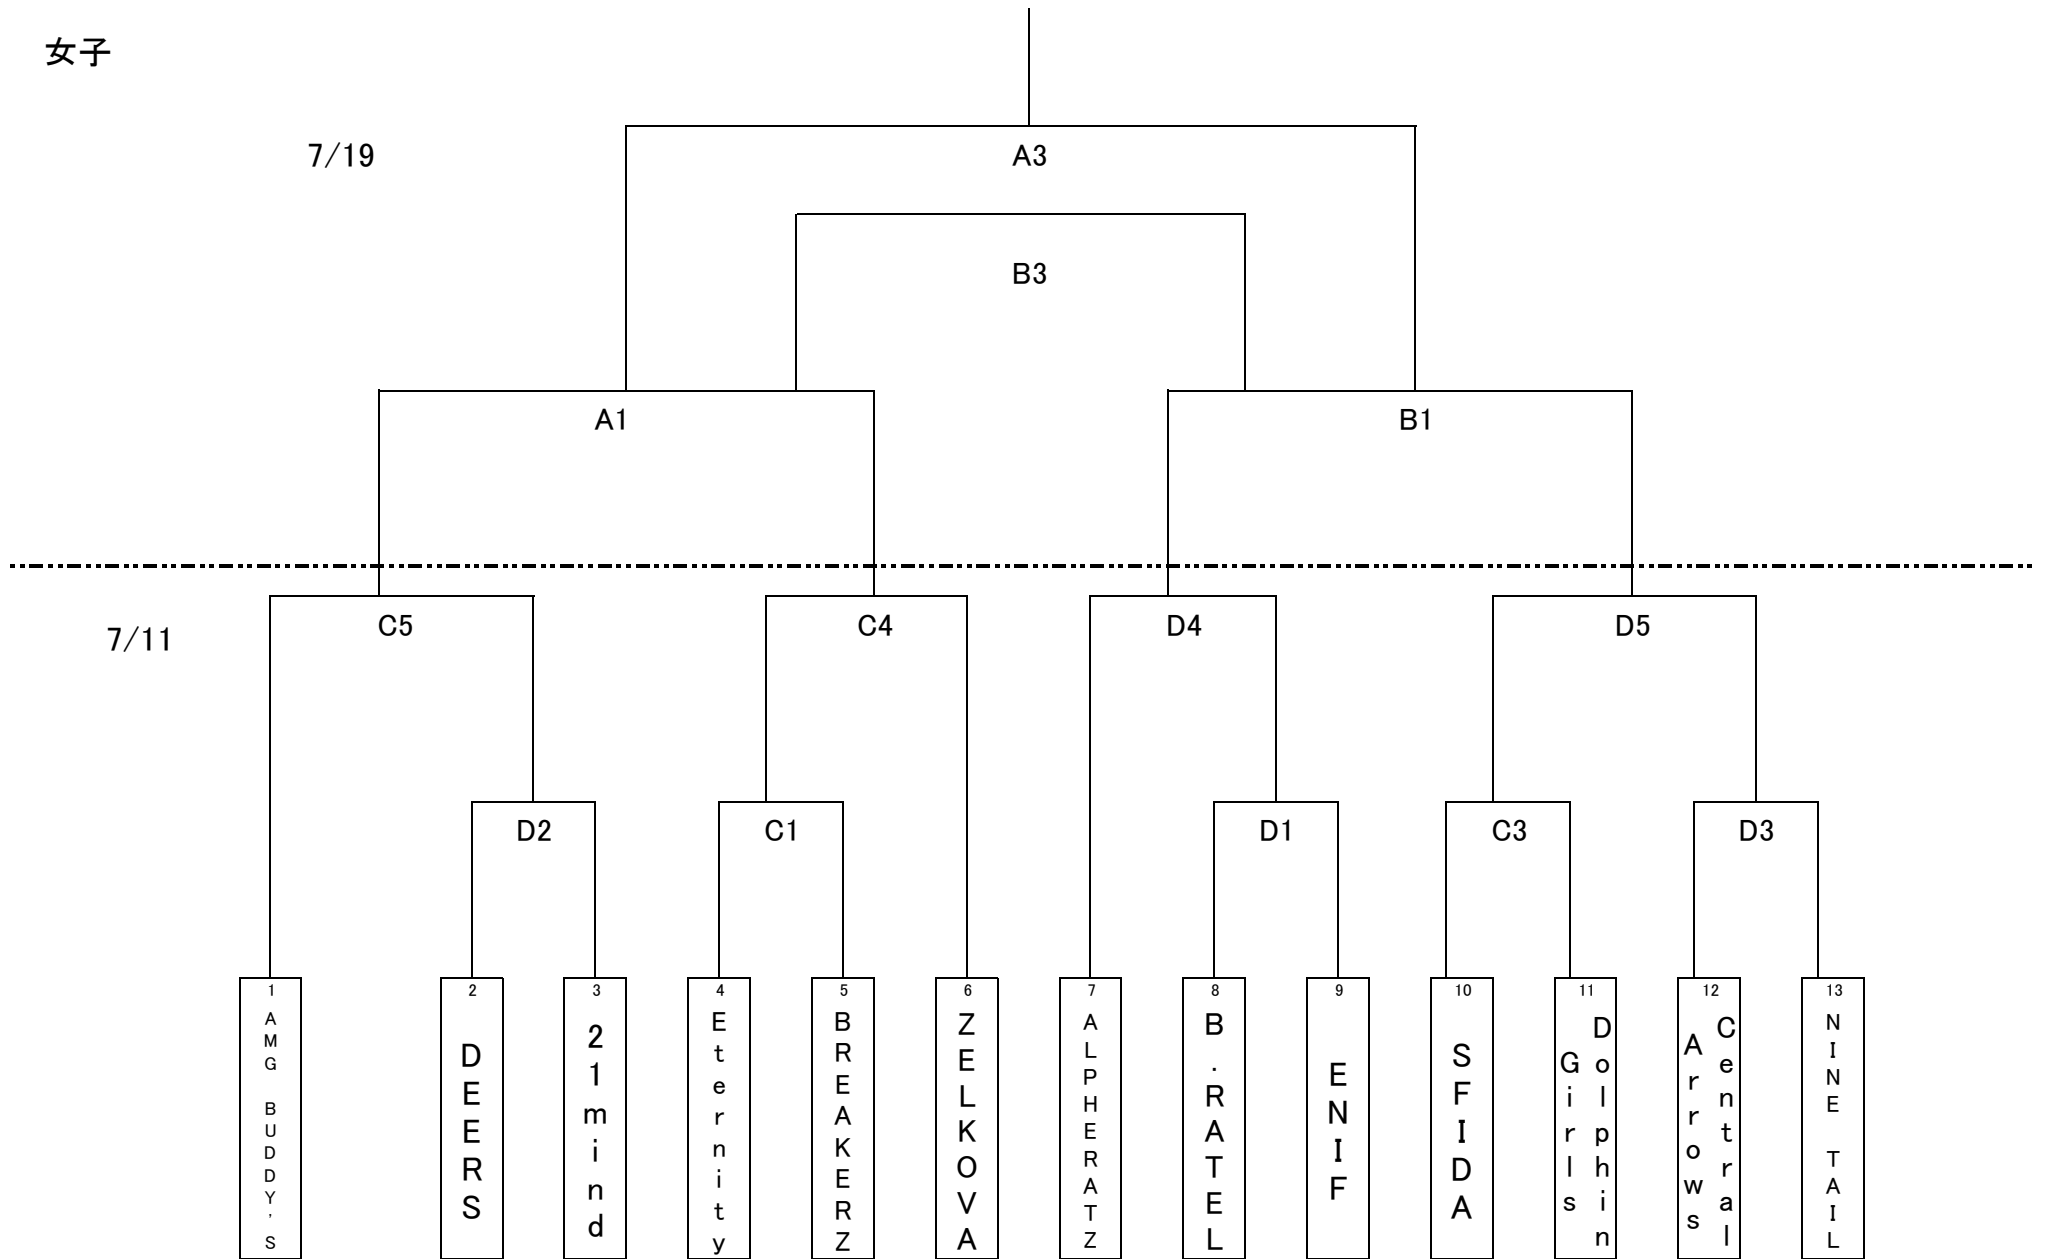 女子
7/19
A3
B3
A1
B1
7/11
C5
C4
D4
D5
D2
C1
D1
C3
D3
1
AMG BUDDY'S
2
DEERS
3
21mind
4
Eternity
5
BREAKERZ
6
ZELKOVA
7
ALPHERATZ
8
B.RATEL
9
ENIF
10
SFIDA
11
Dolphin
Girls
12
Central
Arrows
13
NINE TAIL